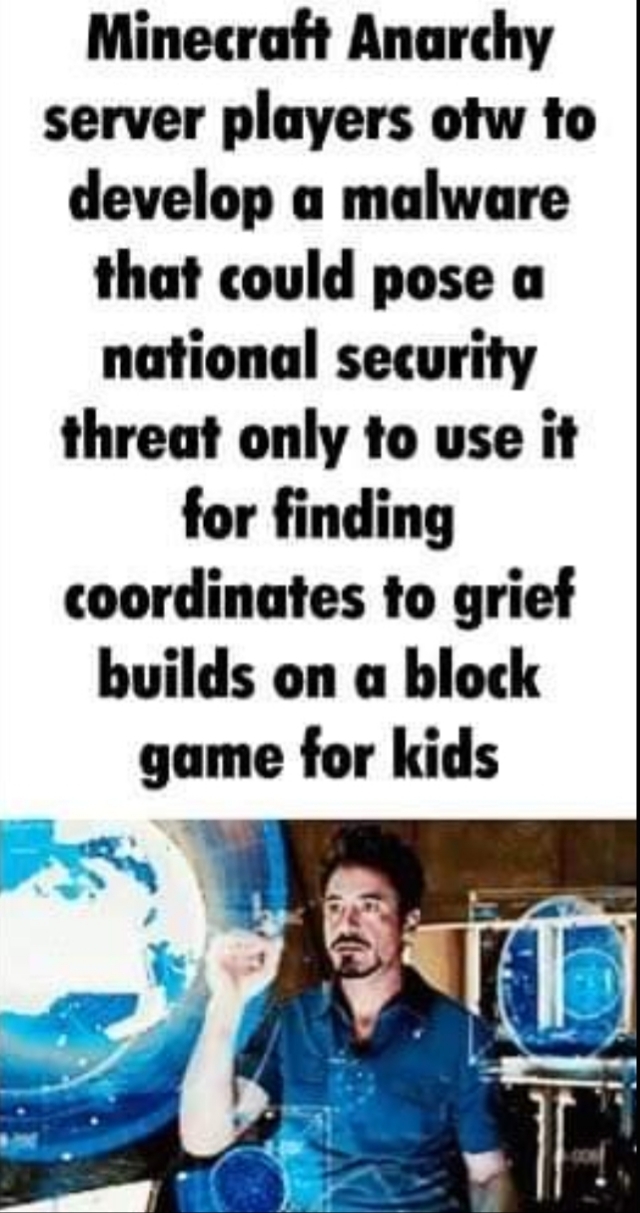 Minecraft Anarchy
server players otw to
develop a malware
that could pose a
national security
threat only to use it
for finding
coordinates to grief
builds on a block
game for kids